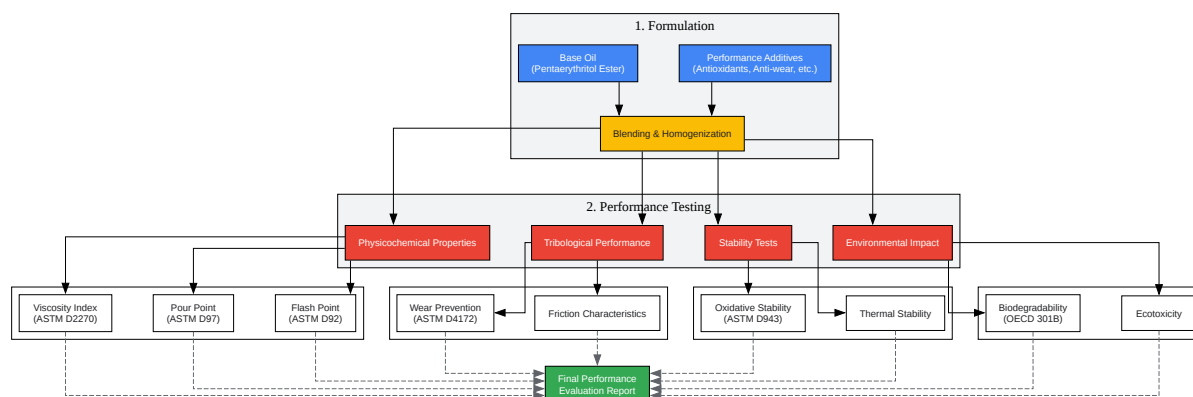 1. Formulation
Base Oil
(Pentaerythritol Ester)
Performance Additives
(Antioxidants, Anti-wear, etc.)
Blending & Homogenization
2. Performance Testing
Physicochemical Properties
Tribological Performance
Stability Tests
Environmental Impact
Viscosity Index
(ASTM D2270)
Pour Point
(ASTM D97)
Flash Point
(ASTM D92)
Wear Prevention
(ASTM D4172)
Friction Characteristics
Oxidative Stability
(ASTM D943)
Thermal Stability
Biodegradability
(OECD 301B)
Ecotoxicity
Final Performance
Evaluation Report